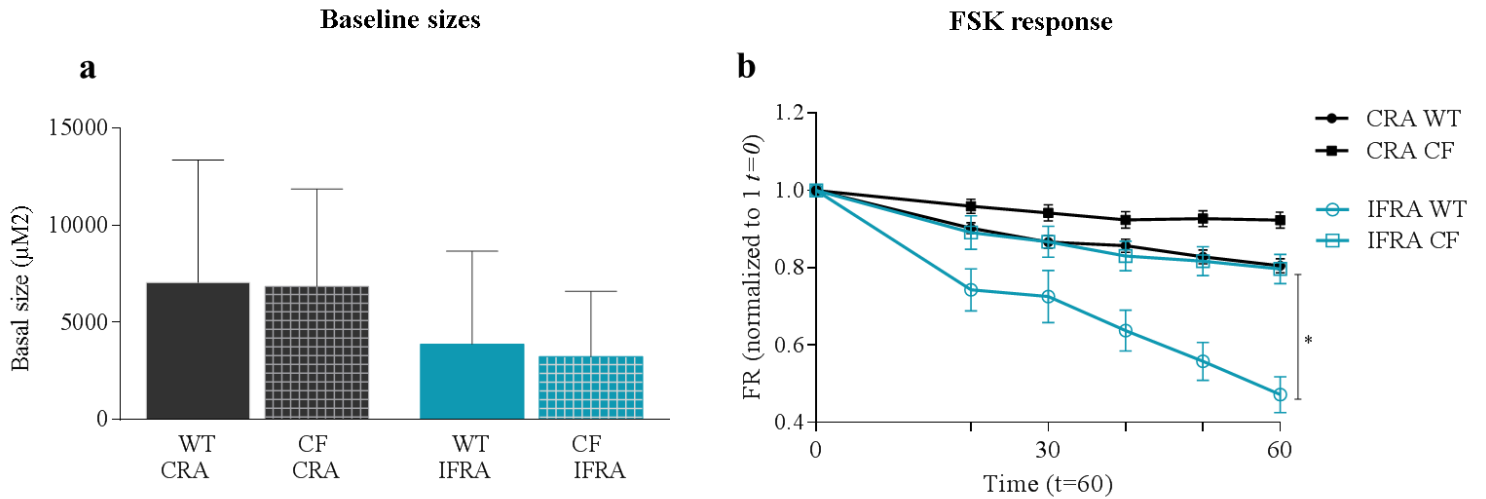 Baseline sizes
a
Basal size (µM2)
15000
10000
5000
0
WT CF WT CF
CRA CRA IFRA IFRA
FSK response
b
FR (normalized to 1 t=0)
1.2
1.0
0.8
0.6
0.4
0 30 60
Time (t=60)
*
CRA WT
CRA CF
IFRA WT
IFRA CF